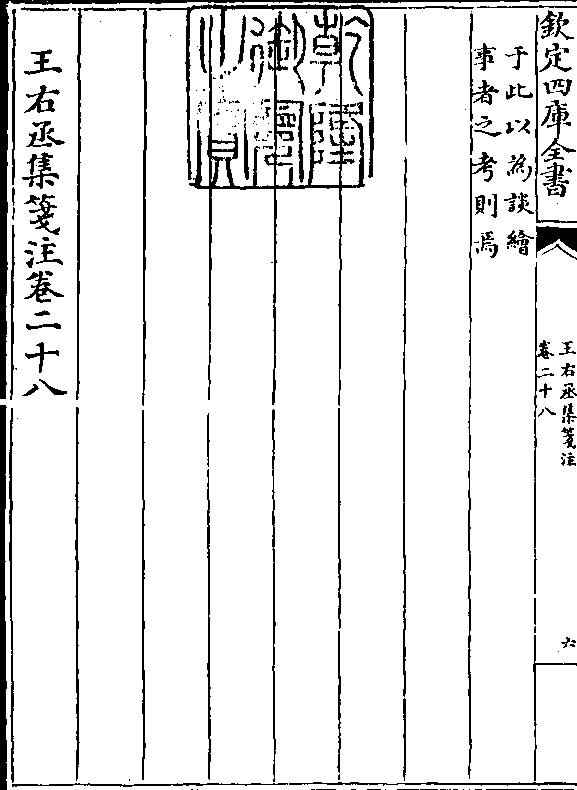 欽定四庫全書
王右丞集箋注
卷二十八
六
于此以為談繪
事者之考則焉
乾隆御覽之寶
王右丞集箋注卷二十八